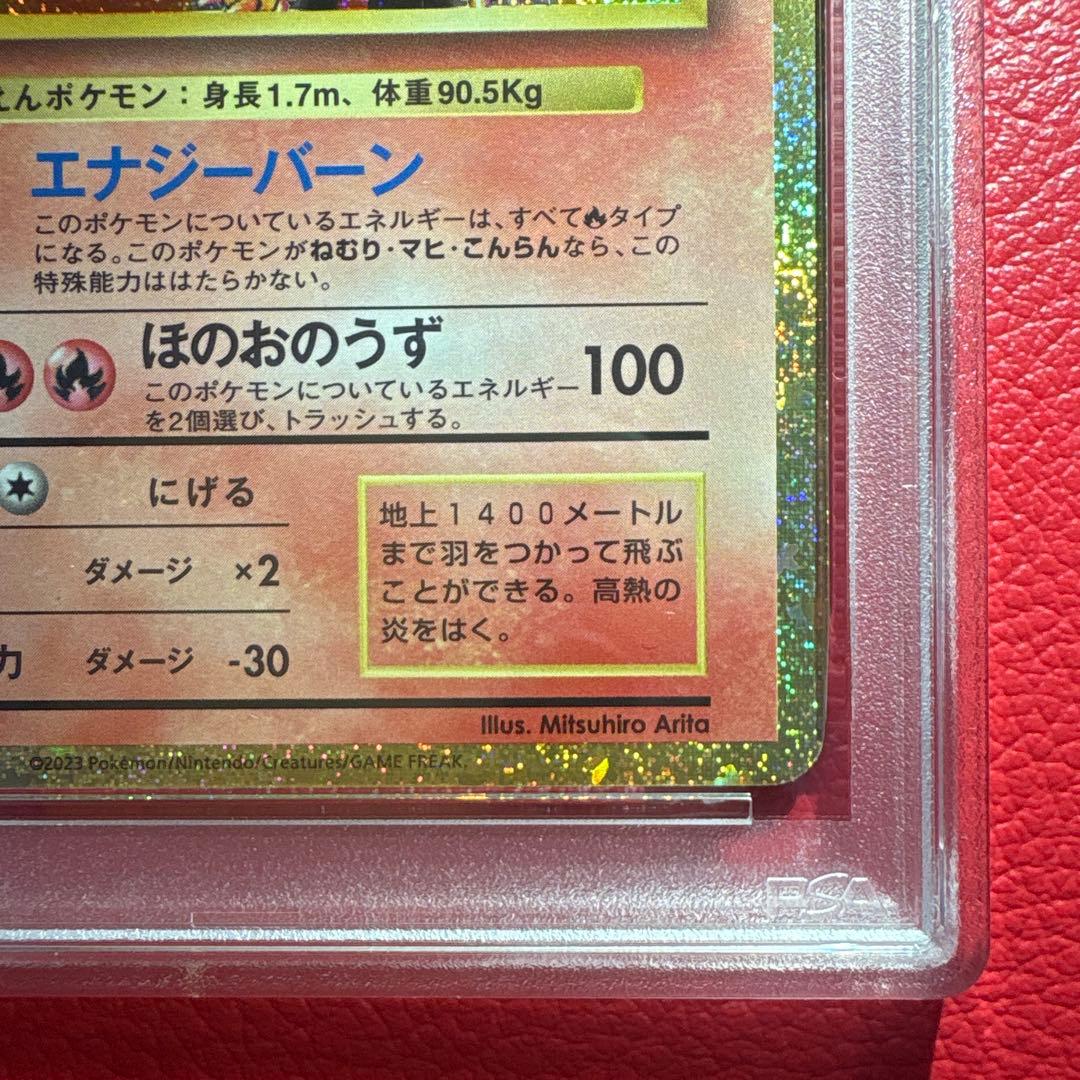 えんポケモン：身長1.7m、体重90.5Kg
エナジーバーン
このポケモンについているエネルギーは、すべてタイプ
になる。このポケモンがねむり・マヒ・こんらんなら、この
特殊能力ははたらかない。
ほのおのうず 100
このポケモンについているエネルギー
を2個選び、トラッシュする。
にげる
ダメージ ×2
力 ダメージ -30
地上1400メートル
まで羽をつかって飛ぶ
ことができる。高熱の
炎をはく。
Illus. Mitsuhiro Arita
©2023 Pokémon/Nintendo/Creatures/GAME FREAK.
PSA